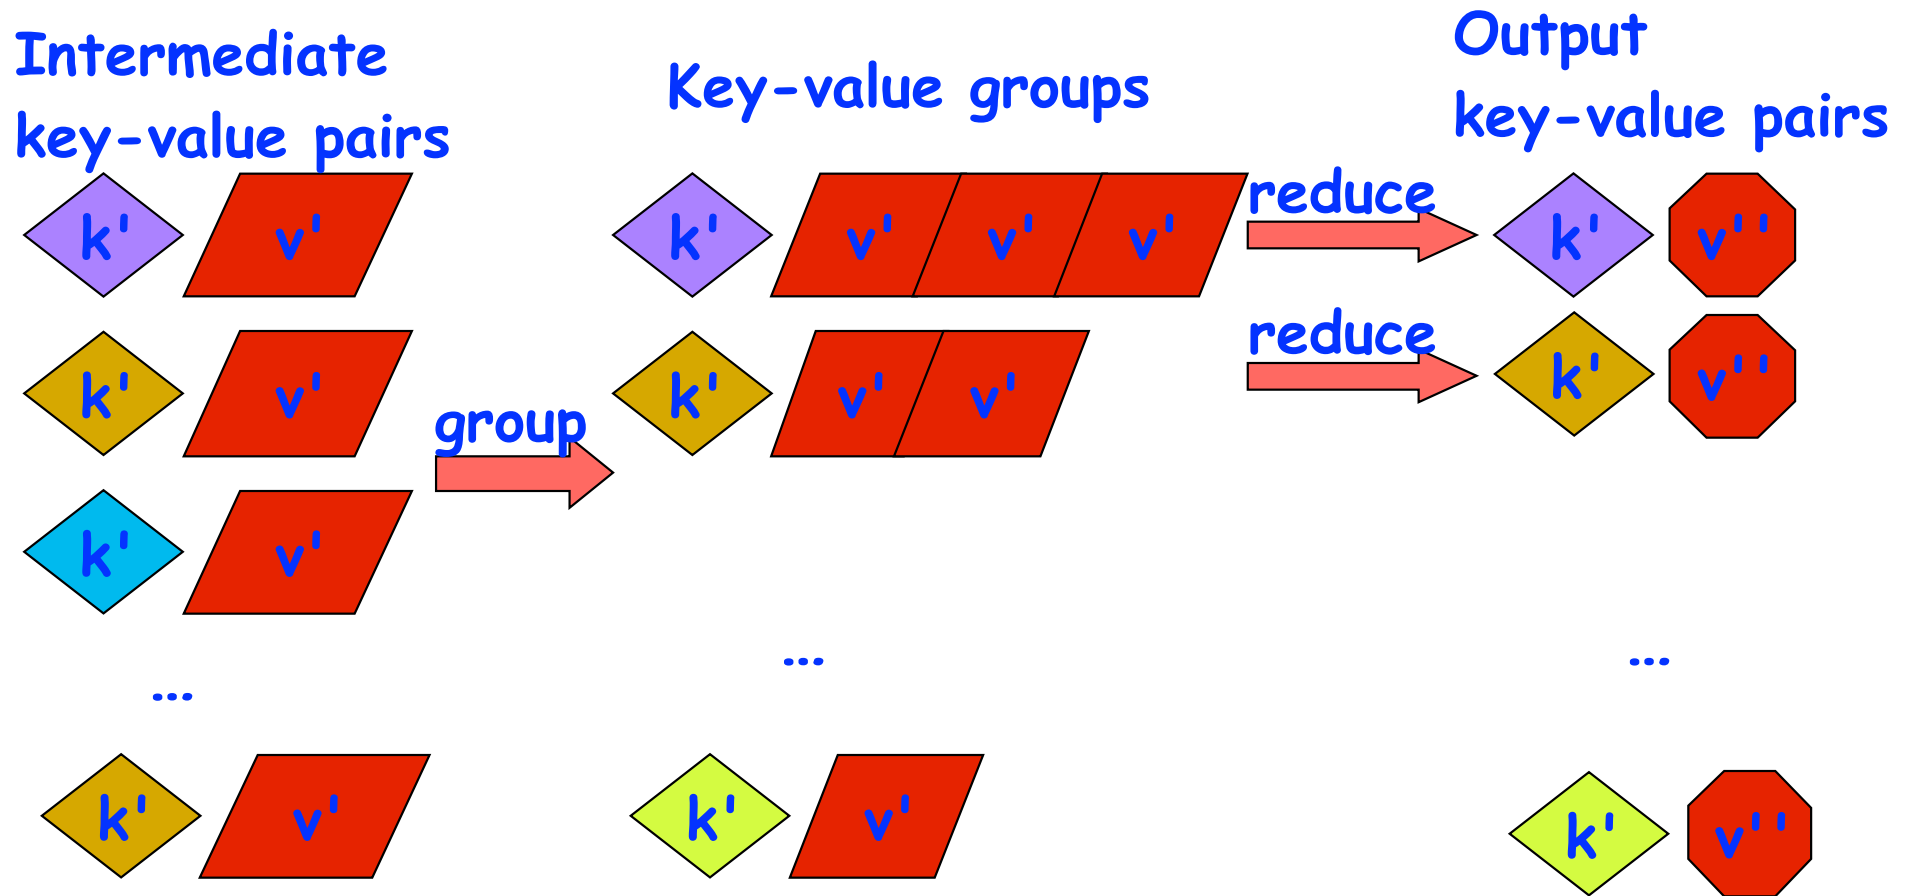 Intermediate
key-value pairs
Key-value groups
Output
key-value pairs
k' v'
k' v' v' v'
reduce
k' v''
k' v'
k' v' v'
reduce
k' v''
group
k' v'
...
...
...
k' v'
k' v'
k' v''